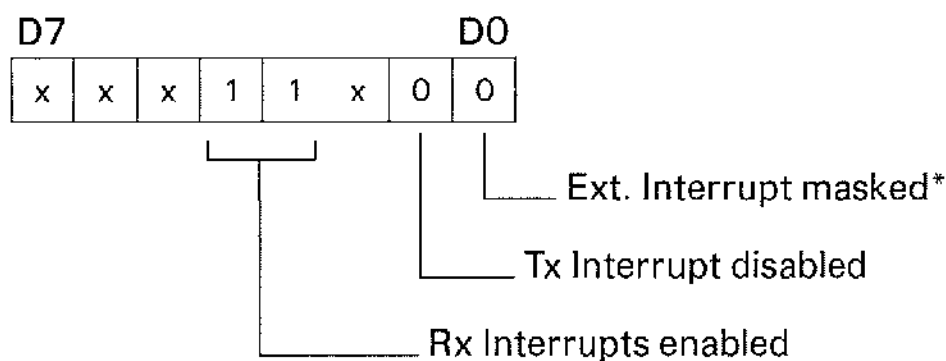 D7 D0
x x x 1 1 x 0 0
Ext. Interrupt masked*
Tx Interrupt disabled
Rx Interrupts enabled